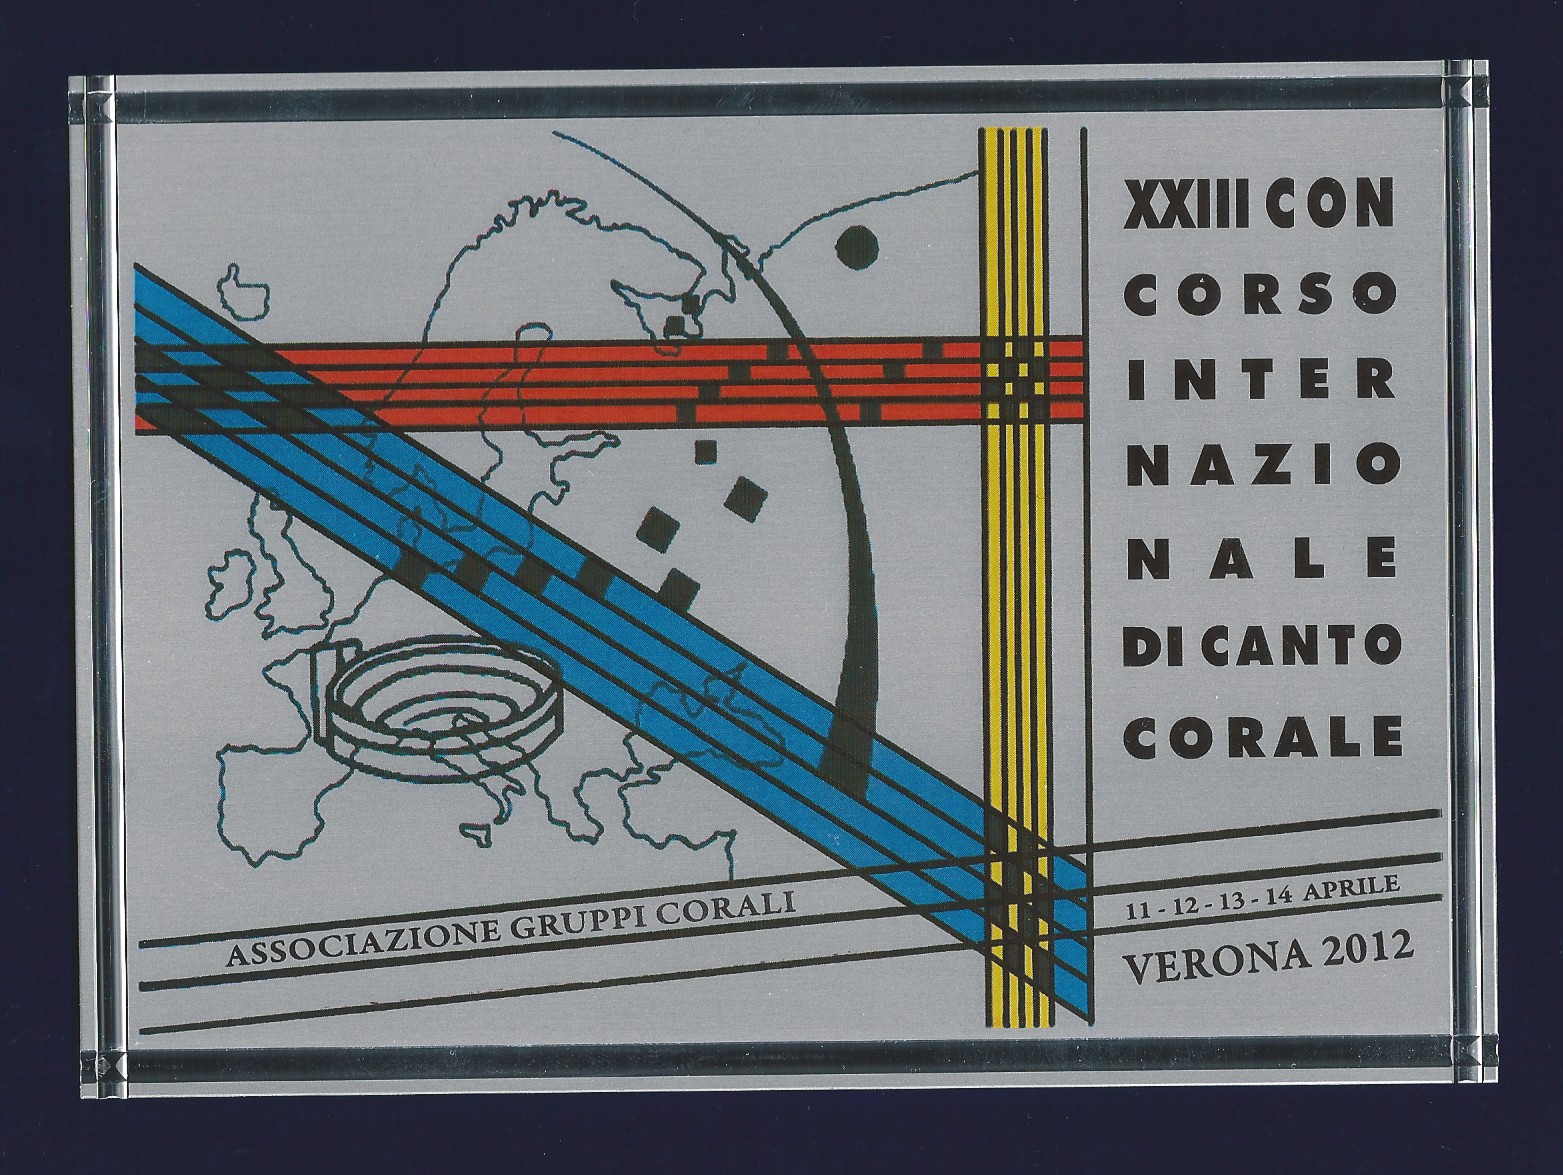 XXIII CON
CORSO
INTER
NAZIO
NALE
DI CANTO
CORALE
ASSOCIAZIONE GRUPPI CORALI
11 - 12 - 13 - 14 APRILE
VERONA 2012